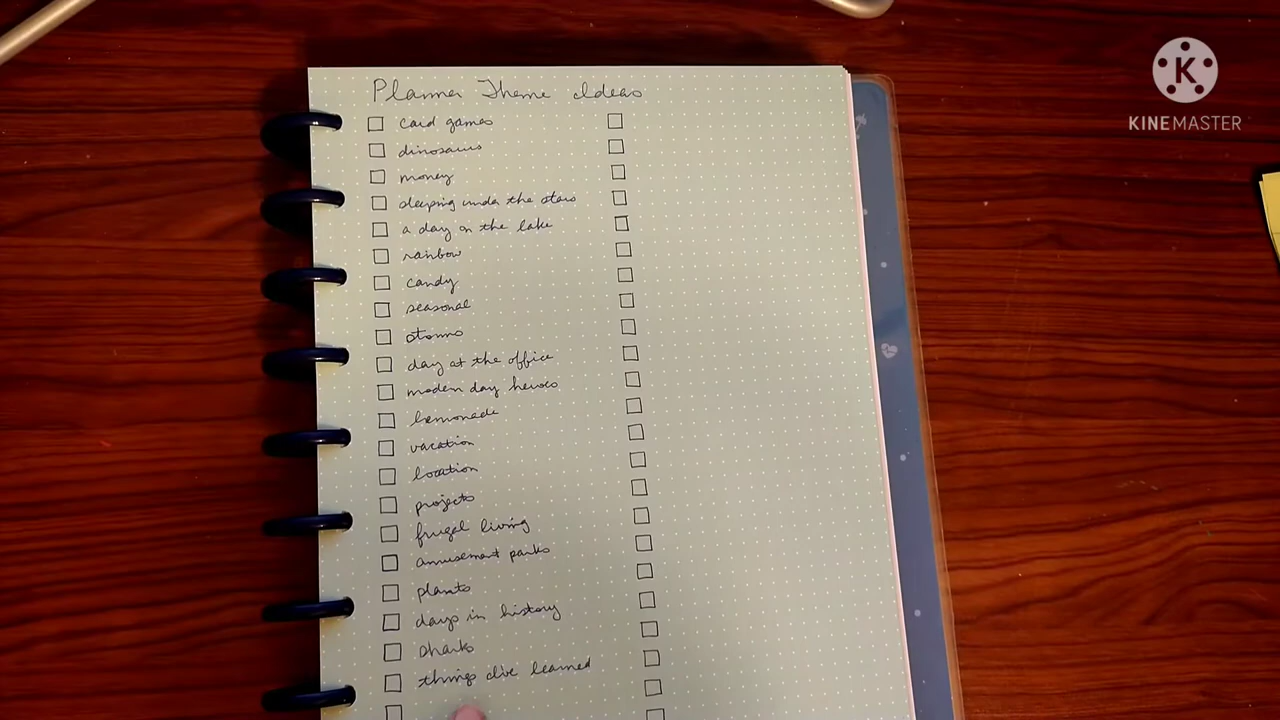 Planner Theme Ideas
card games
dinosaurs
money
sleeping under the stars
a day on the lake
rainbow
candy
seasonal
storms
day at the office
modern day heroes
lemonade
vacation
location
projects
frugal living
amusement parks
plants
days in history
sharks
things I've learned
K
KINEMASTER